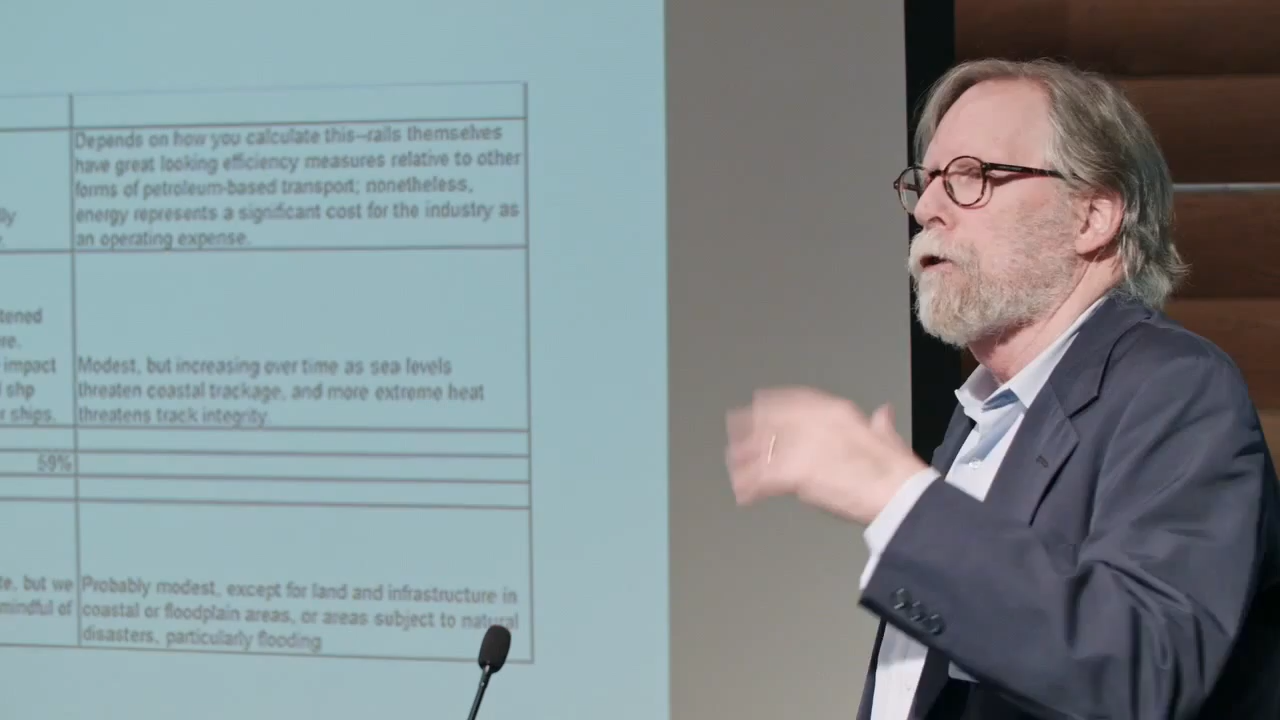 Depends on how you calculate this--rails themselves
have great looking efficiency measures relative to other
forms of petroleum-based transport; nonetheless,
energy represents a significant cost for the industry as
an operating expense.
tened
re.
impact
shp
ships.
Modest, but increasing over time as sea levels
threaten coastal trackage, and more extreme heat
threatens track integrity.
59%
te, but we
mindful of
Probably modest, except for land and infrastructure in
coastal or floodplain areas, or areas subject to natural
disasters, particularly flooding